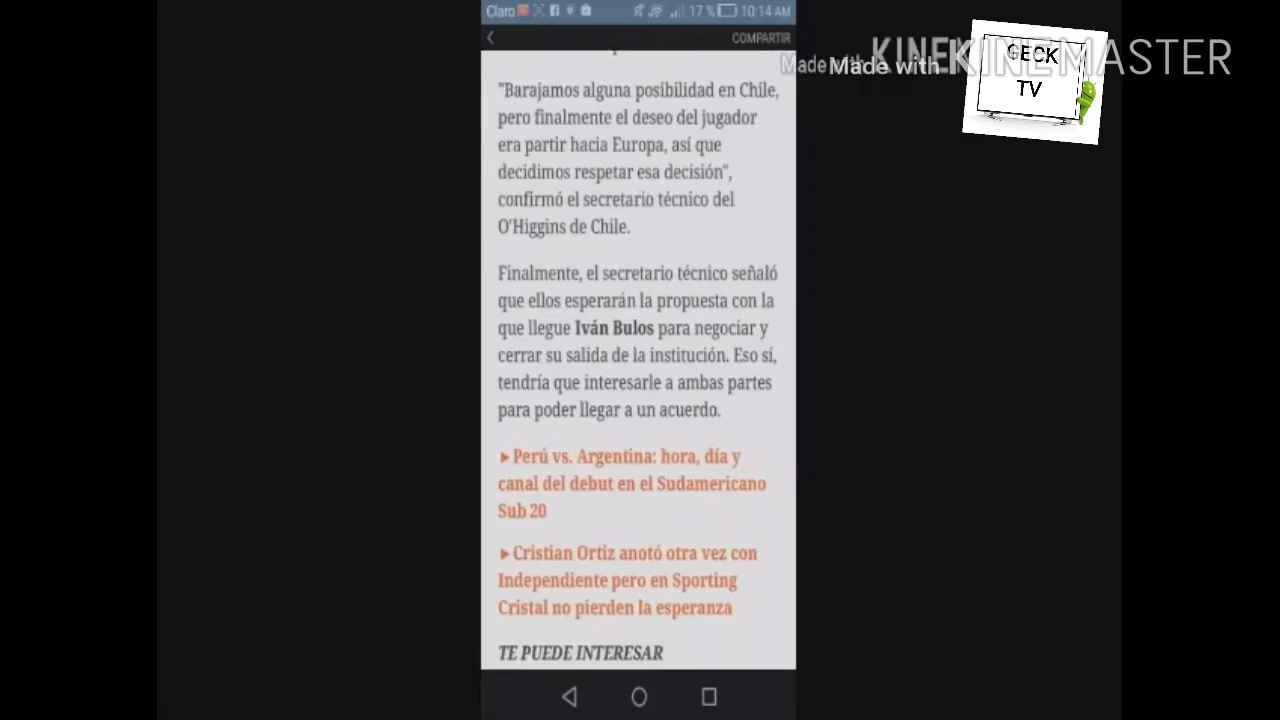 Claro 17 % 10:14 AM
COMPARTIR
Made with KINEMASTER
Made with KINEMASTER
GECK
TV
"Barajamos alguna posibilidad en Chile,
pero finalmente el deseo del jugador
era partir hacia Europa, así que
decidimos respetar esa decisión",
confirmó el secretario técnico del
O'Higgins de Chile.
Finalmente, el secretario técnico señaló
que ellos esperarán la propuesta con la
que llegue Iván Bulos para negociar y
cerrar su salida de la institución. Eso sí,
tendría que interesarle a ambas partes
para poder llegar a un acuerdo.
►Perú vs. Argentina: hora, día y
canal del debut en el Sudamericano
Sub 20
►Cristian Ortiz anotó otra vez con
Independiente pero en Sporting
Cristal no pierden la esperanza
TE PUEDE INTERESAR